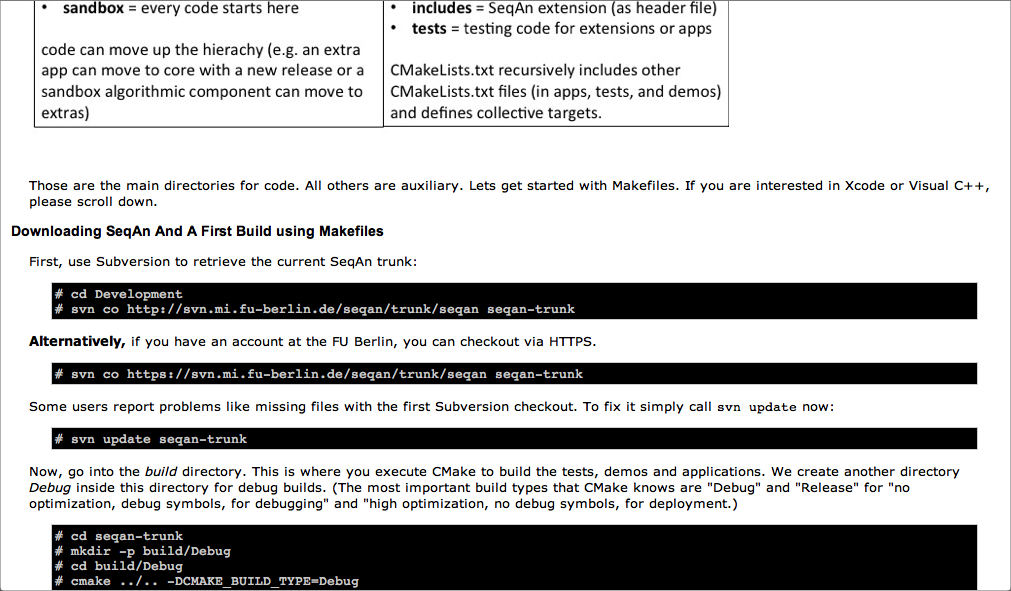 • sandbox = every code starts here
code can move up the hierachy (e.g. an extra
app can move to core with a new release or a
sandbox algorithmic component can move to
extras)
• includes = SeqAn extension (as header file)
• tests = testing code for extensions or apps
CMakeLists.txt recursively includes other
CMakeLists.txt files (in apps, tests, and demos)
and defines collective targets.
Those are the main directories for code. All others are auxiliary. Lets get started with Makefiles. If you are interested in Xcode or Visual C++,
please scroll down.
Downloading SeqAn And A First Build using Makefiles
First, use Subversion to retrieve the current SeqAn trunk:
# cd Development
# svn co http://svn.mi.fu-berlin.de/seqan/trunk/seqan seqan-trunk
Alternatively, if you have an account at the FU Berlin, you can checkout via HTTPS.
# svn co https://svn.mi.fu-berlin.de/seqan/trunk/seqan seqan-trunk
Some users report problems like missing files with the first Subversion checkout. To fix it simply call svn update now:
# svn update seqan-trunk
Now, go into the build directory. This is where you execute CMake to build the tests, demos and applications. We create another directory
Debug inside this directory for debug builds. (The most important build types that CMake knows are "Debug" and "Release" for "no
optimization, debug symbols, for debugging" and "high optimization, no debug symbols, for deployment.)
# cd seqan-trunk
# mkdir -p build/Debug
# cd build/Debug
# cmake ../.. -DCMAKE_BUILD_TYPE=Debug